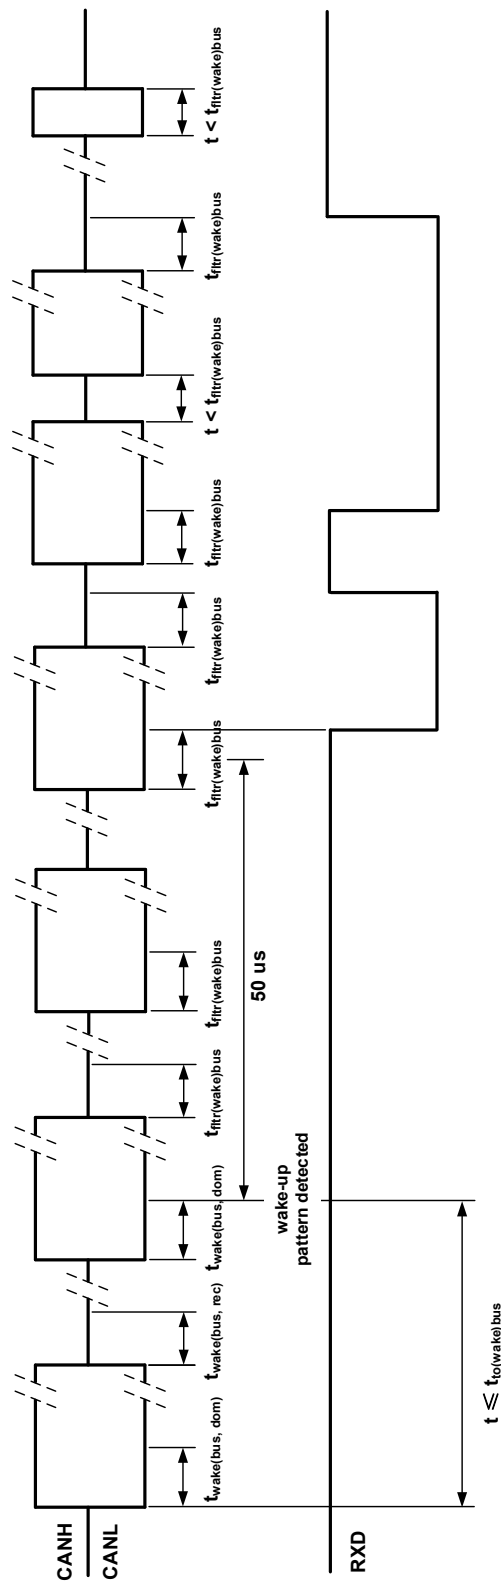 CANH
CANL
t_wake(bus, dom)
t_wake(bus, rec)
t_wake(bus, dom)
t_fltr(wake)bus
t_fltr(wake)bus
t_fltr(wake)bus
t_fltr(wake)bus
t_fltr(wake)bus
t < t_fltr(wake)bus
t_fltr(wake)bus
t < t_fltr(wake)bus
50 us
wake-up
pattern detected
RXD
t ⩽ t_to(wake)bus